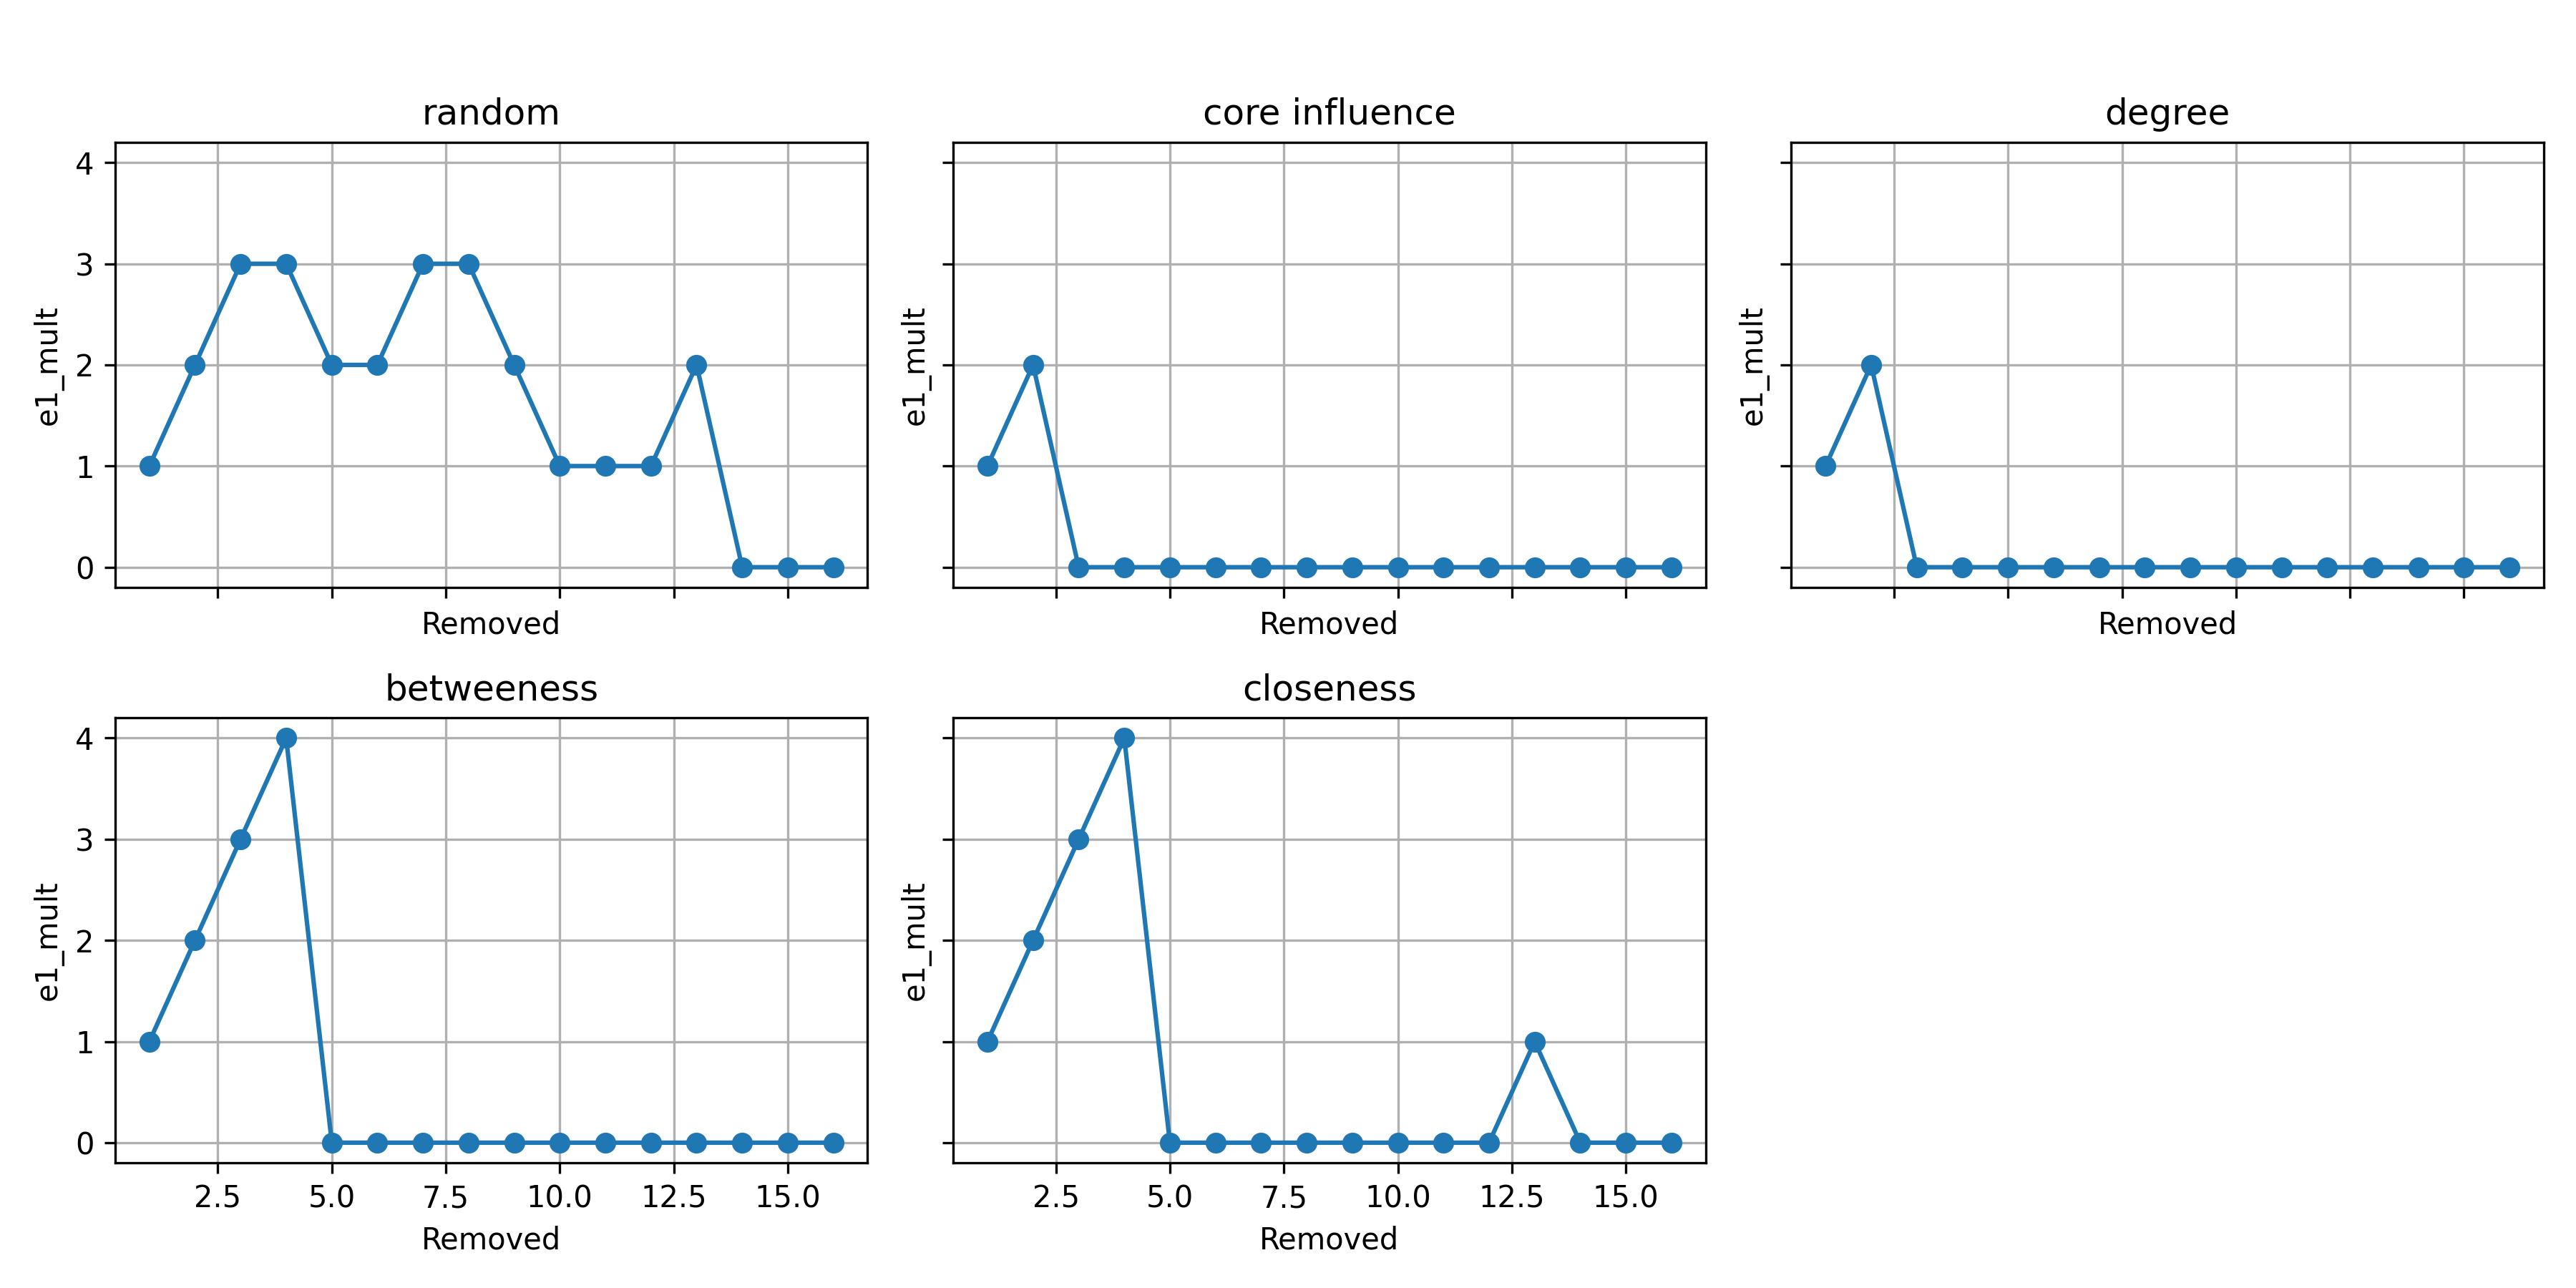 random
core influence
degree
4
3
2
1
0
e1_mult
e1_mult
e1_mult
Removed
Removed
Removed
betweeness
closeness
4
3
2
1
0
e1_mult
e1_mult
2.5 5.0 7.5 10.0 12.5 15.0
2.5 5.0 7.5 10.0 12.5 15.0
Removed
Removed